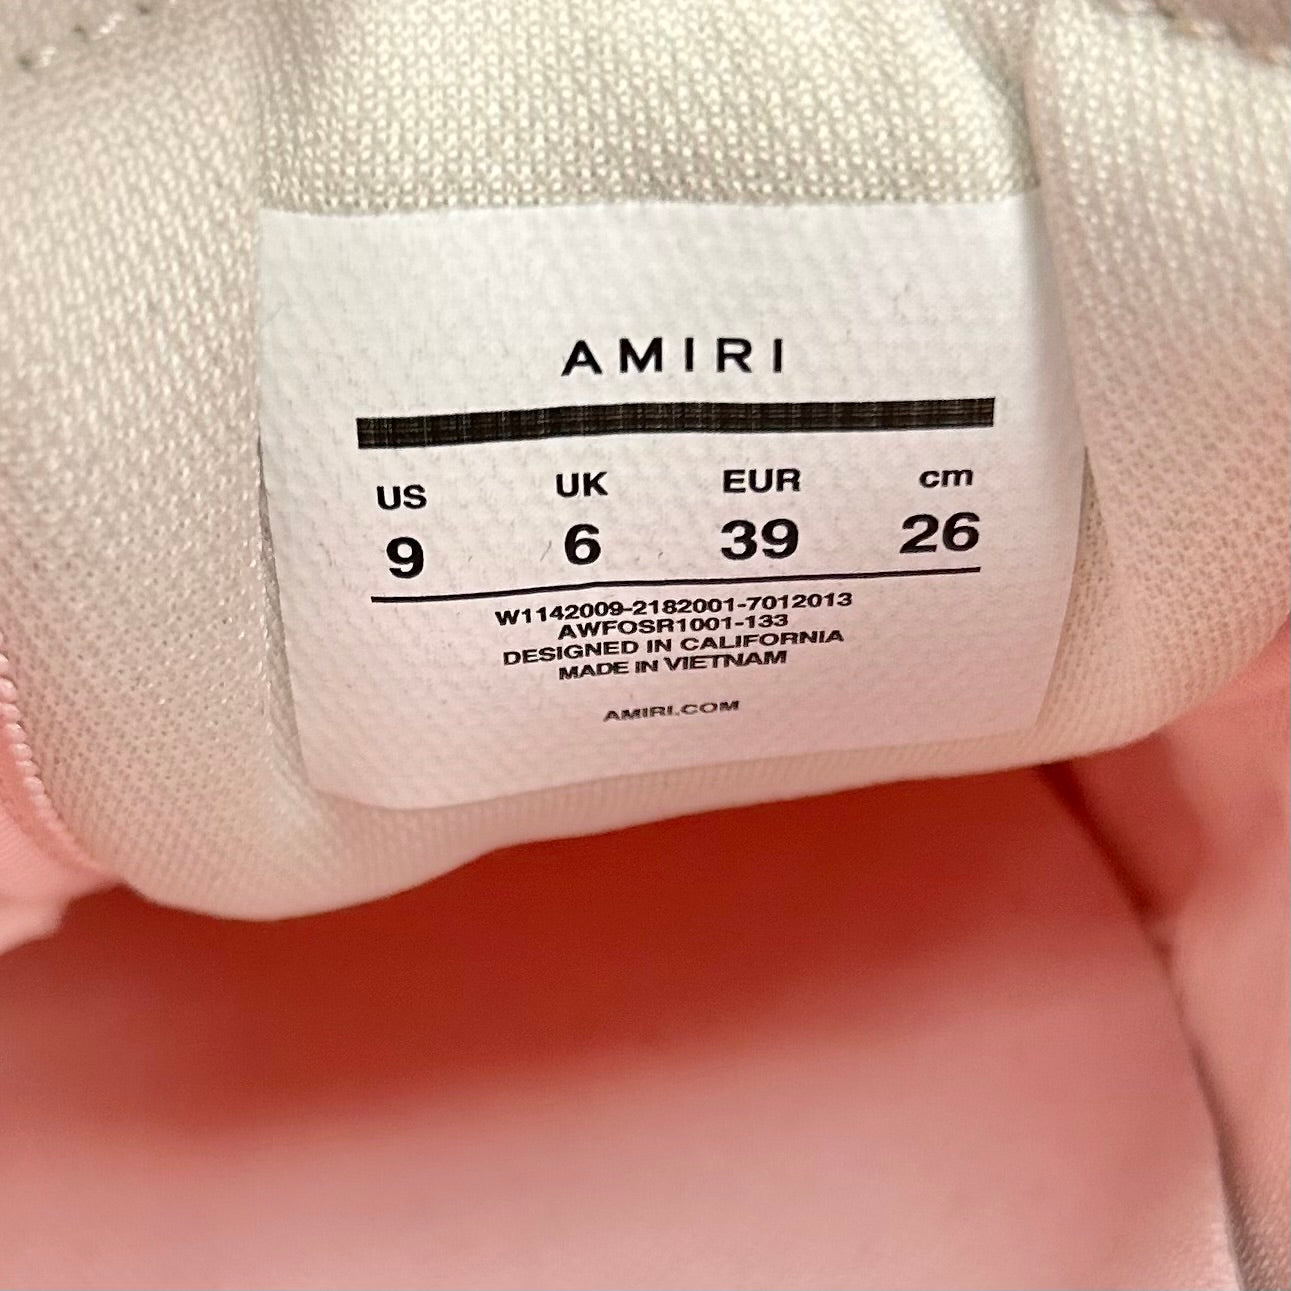 AMIRI
US UK EUR cm
9 6 39 26
W1142009-2182001-7012013
AWFOSR1001-133
DESIGNED IN CALIFORNIA
MADE IN VIETNAM
AMIRI.COM